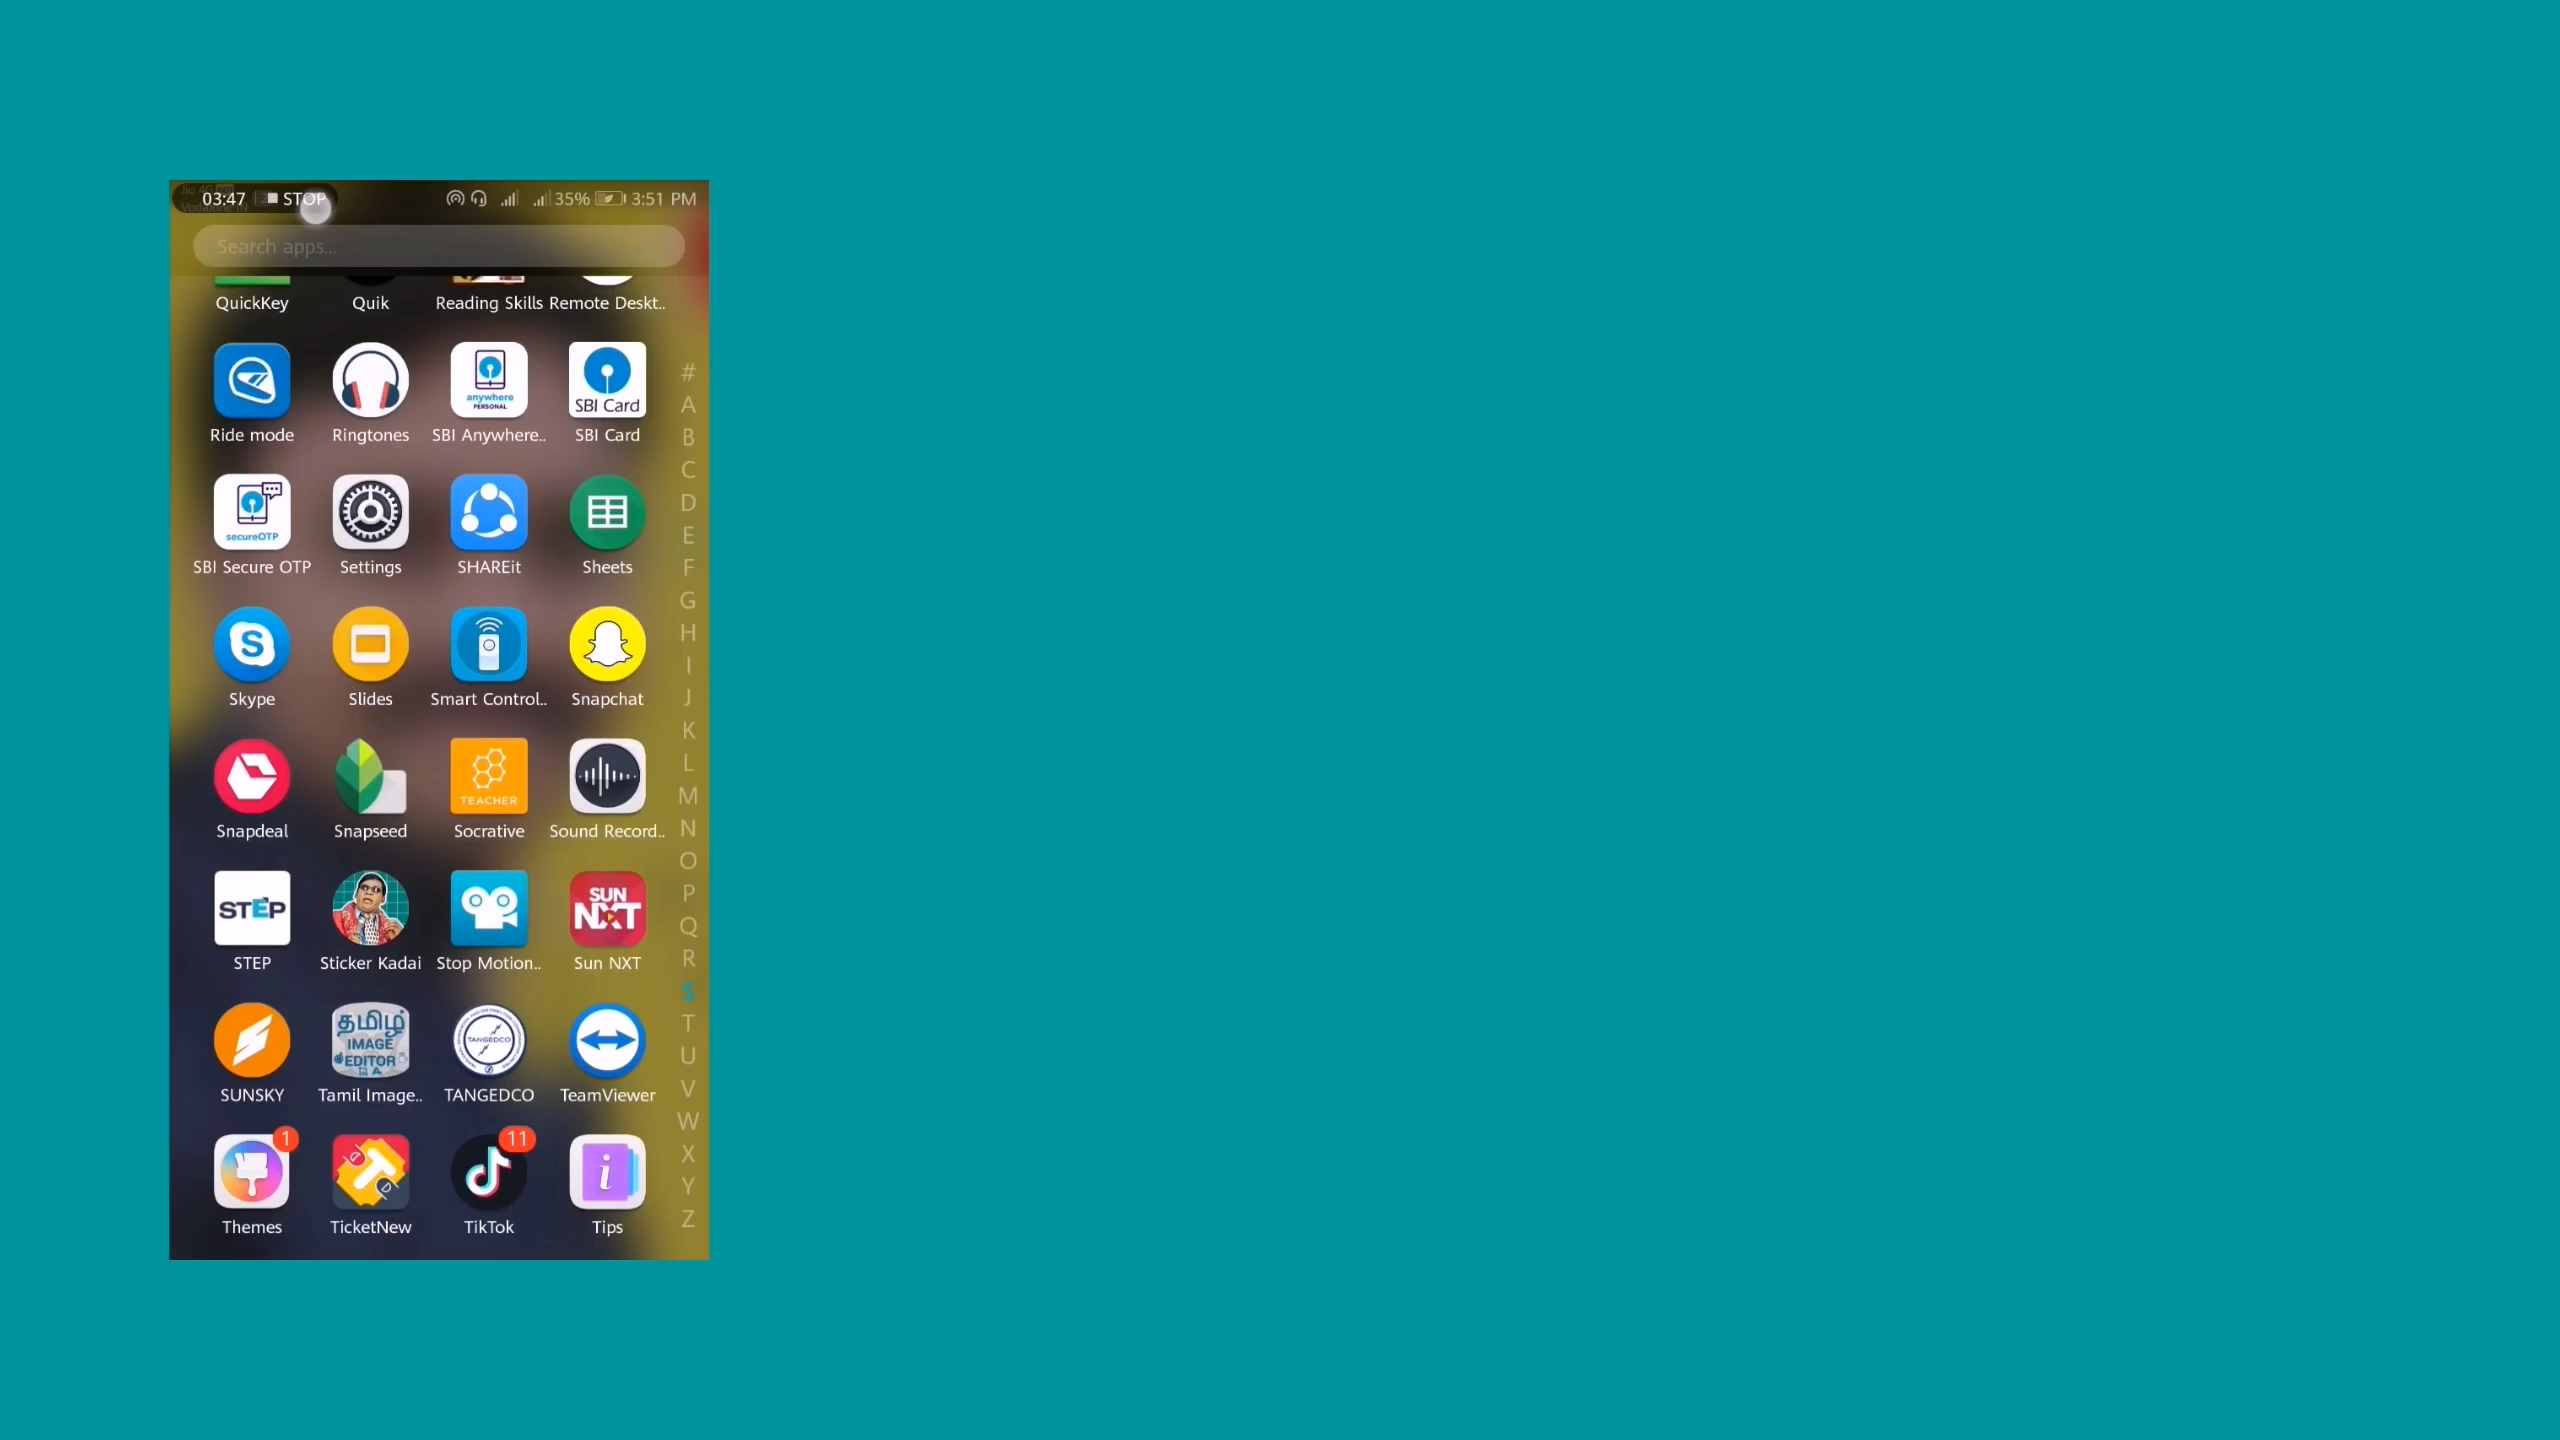 03:47 STOP 35% 3:51 PM
Search apps...
QuickKey Quik Reading Skills Remote Deskt..
anywhere PERSONAL SBI Card
Ride mode Ringtones SBI Anywhere.. SBI Card
secureOTP
SBI Secure OTP Settings SHAREit Sheets
S
Skype Slides Smart Control.. Snapchat
TEACHER
Snapdeal Snapseed Socrative Sound Record..
STEP SUN NXT
STEP Sticker Kadai Stop Motion.. Sun NXT
தமிழ் IMAGE EDITOR TANGEDCO
SUNSKY Tamil Image.. TANGEDCO TeamViewer
1 11
Themes TicketNew TikTok Tips
#
A
B
C
D
E
F
G
H
I
J
K
L
M
N
O
P
Q
R
S
T
U
V
W
X
Y
Z